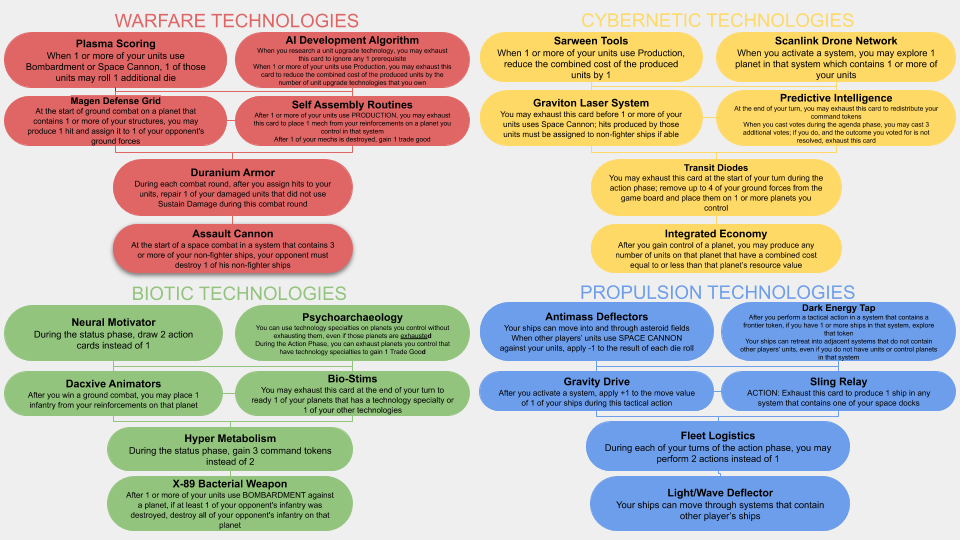 WARFARE TECHNOLOGIES
Plasma Scoring
When 1 or more of your units use
Bombardment or Space Cannon, 1 of those
units may roll 1 additional die
AI Development Algorithm
When you research a unit upgrade technology, you may exhaust
this card to ignore any 1 prerequisite
When 1 or more of your units use Production, you may exhaust this
card to reduce the combined cost of the produced units by the
number of unit upgrade technologies that you own
Magen Defense Grid
At the start of ground combat on a planet that
contains 1 or more of your structures, you may
produce 1 hit and assign it to 1 of your opponent's
ground forces
Self Assembly Routines
After 1 or more of your units use PRODUCTION, you may exhaust
this card to place 1 mech from your reinforcements on a planet you
control in that system
After 1 of your mechs is destroyed, gain 1 trade good
Duranium Armor
During each combat round, after you assign hits to your
units, repair 1 of your damaged units that did not use
Sustain Damage during this combat round
Assault Cannon
At the start of a space combat in a system that contains 3
or more of your non-fighter ships, your opponent must
destroy 1 of his non-fighter ships
CYBERNETIC TECHNOLOGIES
Sarween Tools
When 1 or more of your units use Production,
reduce the combined cost of the produced
units by 1
Scanlink Drone Network
When you activate a system, you may explore 1
planet in that system which contains 1 or more of
your units
Graviton Laser System
You may exhaust this card before 1 or more of your
units uses Space Cannon; hits produced by those
units must be assigned to non-fighter ships if able
Predictive Intelligence
At the end of your turn, you may exhaust this card to redistribute your
command tokens
When you cast votes during the agenda phase, you may cast 3
additional votes; if you do, and the outcome you voted for is not
resolved, exhaust this card
Transit Diodes
You may exhaust this card at the start of your turn during the
action phase; remove up to 4 of your ground forces from the
game board and place them on 1 or more planets you
control
Integrated Economy
After you gain control of a planet, you may produce any
number of units on that planet that have a combined cost
equal to or less than that planet's resource value
BIOTIC TECHNOLOGIES
Neural Motivator
During the status phase, draw 2 action
cards instead of 1
Psychoarchaeology
You can use technology specialties on planets you control without
exhausting them, even if those planets are exhausted
During the Action Phase, you can exhaust planets you control that
have technology specialties to gain 1 Trade Good
Dacxive Animators
After you win a ground combat, you may place 1
infantry from your reinforcements on that planet
Bio-Stims
You may exhaust this card at the end of your turn to
ready 1 of your planets that has a technology specialty or
1 of your other technologies
Hyper Metabolism
During the status phase, gain 3 command tokens
instead of 2
X-89 Bacterial Weapon
After 1 or more of your units use BOMBARDMENT against
a planet, if at least 1 of your opponent's infantry was
destroyed, destroy all of your opponent's infantry on that
planet
PROPULSION TECHNOLOGIES
Antimass Deflectors
Your ships can move into and through asteroid fields
When other players' units use SPACE CANNON
against your units, apply -1 to the result of each die roll
Dark Energy Tap
After you perform a tactical action in a system that contains a
frontier token, if you have 1 or more ships in that system, explore
that token
Your ships can retreat into adjacent systems that do not contain
other players' units, even if you do not have units or control planets
in that system
Gravity Drive
After you activate a system, apply +1 to the move value
of 1 of your ships during this tactical action
Sling Relay
ACTION: Exhaust this card to produce 1 ship in any
system that contains one of your space docks
Fleet Logistics
During each of your turns of the action phase, you may
perform 2 actions instead of 1
Light/Wave Deflector
Your ships can move through systems that contain
other player's ships